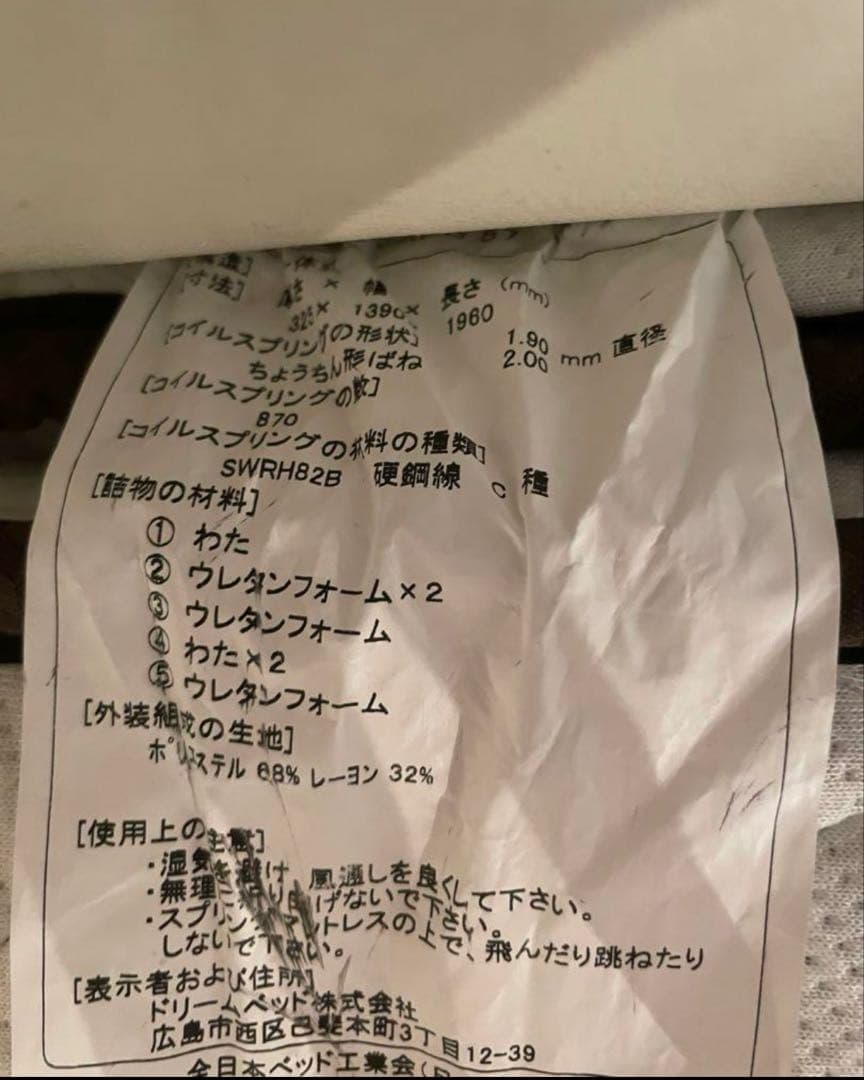 [寸法]
高さ × 幅 長さ (mm)
× 1390× 1960
[コイルスプリングの形状] 1.90
ちょうちん形ばね 2.00 mm 直径
[コイルスプリングの数]
870
[コイルスプリングの材料の種類]
SWRH82B 硬鋼線 C 種
[詰物の材料]
① わた
② ウレタンフォーム×2
③ ウレタンフォーム
④ わた×2
⑤ ウレタンフォーム
[外装組成の生地]
ポリエステル 68% レーヨン 32%
[使用上の注意]
・湿気を避け、風通しを良くして下さい。
・無理に折り曲げないで下さい。
・スプリングマットレスの上で、飛んだり跳ねたり
しないで下さい。
[表示者および住所]
ドリームベッド株式会社
広島市西区己斐本町3丁目12-39
全日本ベッド工業会(